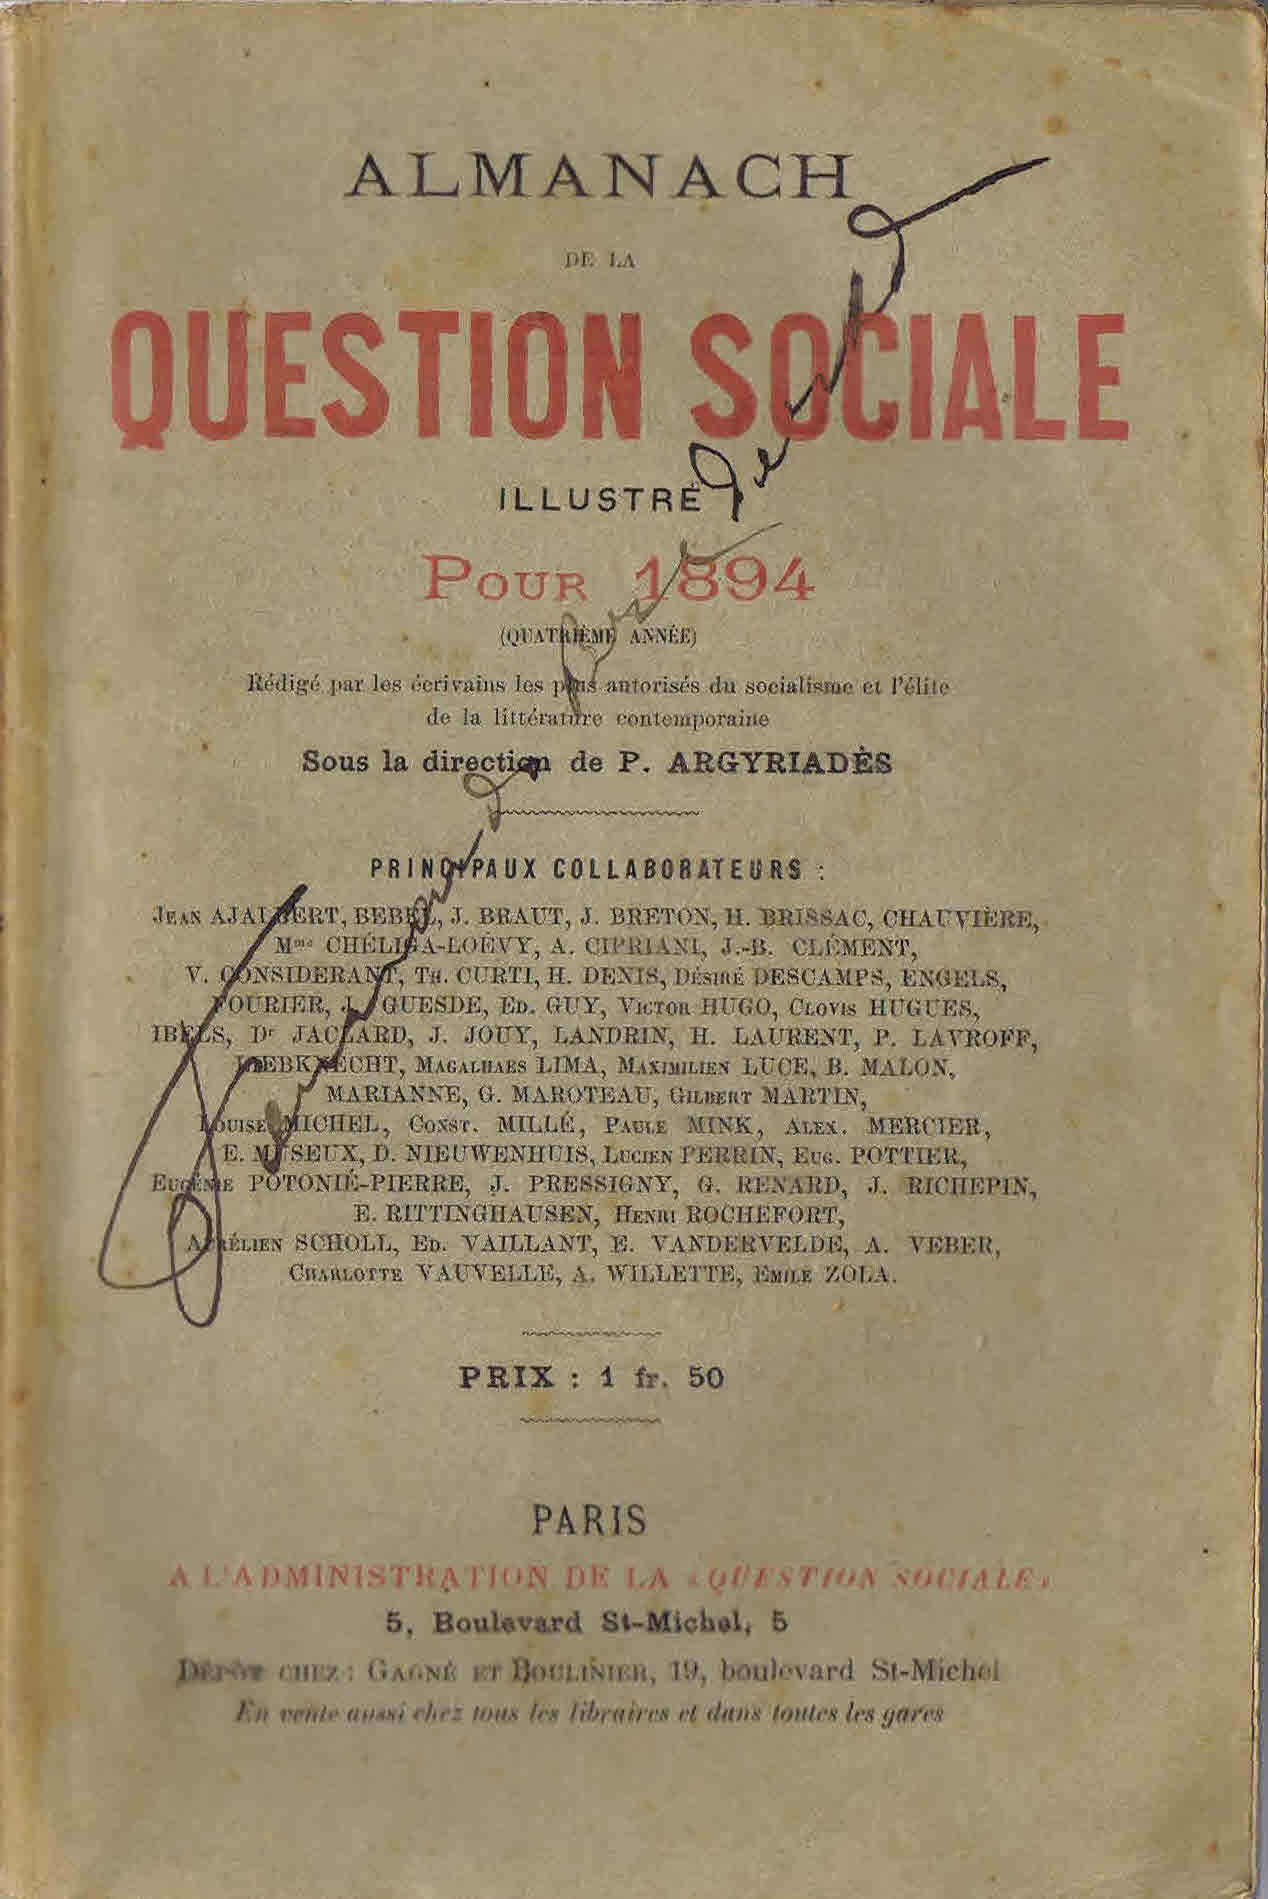 ALMANACH
DE LA
QUESTION SOCIALE
ILLUSTRÉ
POUR 1894
(QUATRIÈME ANNÉE)
Rédigé par les écrivains les plus autorisés du socialisme et l'élite
de la littérature contemporaine
Sous la direction de P. ARGYRIADÈS
PRINCIPAUX COLLABORATEURS :
JEAN AJALBERT, BEBEL, J. BRAUT, J. BRETON, H. BRISSAC, CHAUVIÈRE,
Mme CHÉLIGA-LOÉVY, A. CIPRIANI, J.-B. CLÉMENT,
V. CONSIDERANT, TH. CURTI, H. DENIS, DÉSIRÉ DESCAMPS, ENGELS,
FOURIER, J. GUESDE, ED. GUY, VICTOR HUGO, CLOVIS HUGUES,
IBELS, Dr JACLARD, J. JOUY, LANDRIN, H. LAURENT, P. LAVROFF,
LIEBKNECHT, MAGALHAES LIMA, MAXIMILIEN LUCE, B. MALON,
MARIANNE, G. MAROTEAU, GILBERT MARTIN,
LOUISE MICHEL, CONST. MILLÉ, PAULE MINK, ALEX. MERCIER,
E. MUSEUX, D. NIEUWENHUIS, LUCIEN PERRIN, EUG. POTTIER,
EUGÉNIE POTONIÉ-PIERRE, J. PRESSIGNY, G. RENARD, J. RICHEPIN,
E. RITTINGHAUSEN, HENRI ROCHEFORT,
AURÉLIEN SCHOLL, ED. VAILLANT, E. VANDERVELDE, A. VEBER,
CHARLOTTE VAUVELLE, A. WILLETTE, EMILE ZOLA.
PRIX : 1 fr. 50
PARIS
A L'ADMINISTRATION DE LA « QUESTION SOCIALE »
5, Boulevard St-Michel, 5
DÉPÔT CHEZ : GAGNÉ ET BOULINIER, 19, boulevard St-Michel
En vente aussi chez tous les libraires et dans toutes les gares